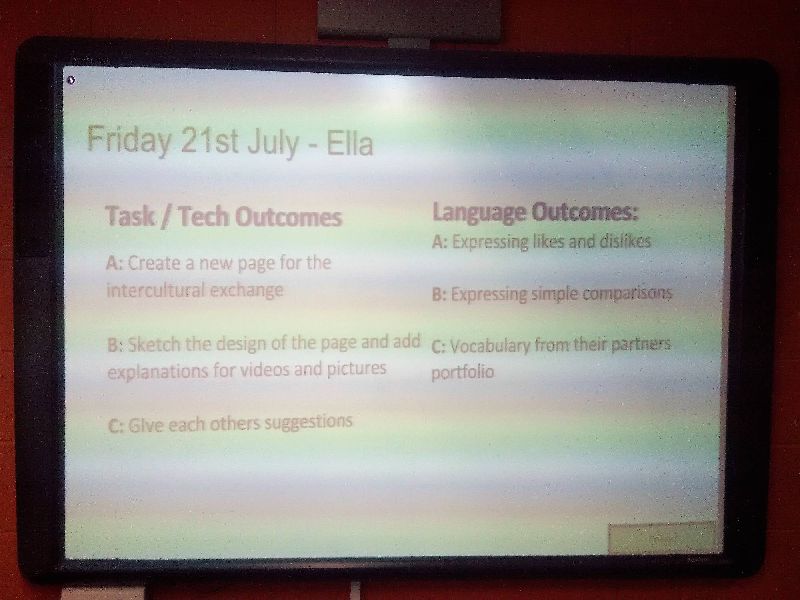 Friday 21st July - Ella
Task / Tech Outcomes
A: Create a new page for the
intercultural exchange
B: Sketch the design of the page and add
explanations for videos and pictures
C: Give each others suggestions
Language Outcomes:
A: Expressing likes and dislikes
B: Expressing simple comparisons
C: Vocabulary from their partners
portfolio